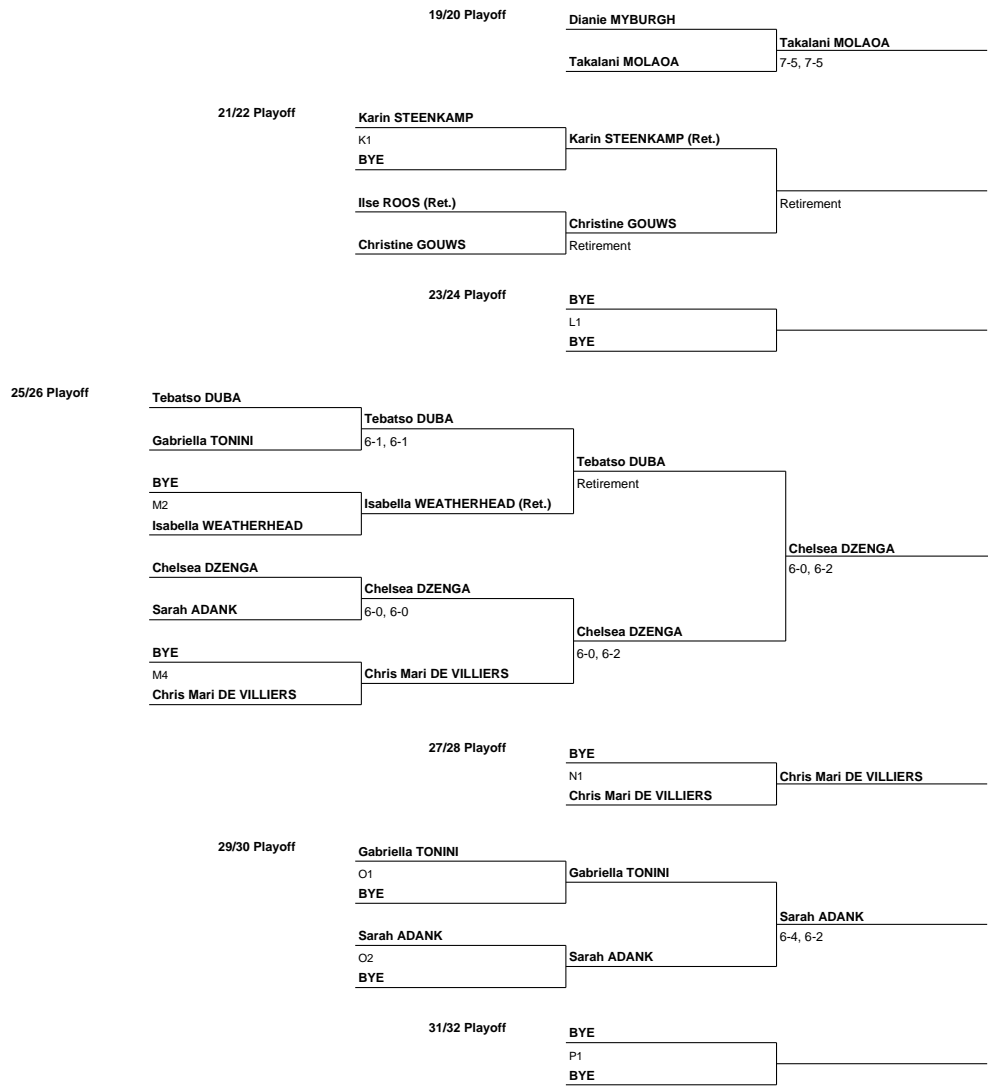 19/20 Playoff
Dianie MYBURGH
Takalani MOLAOA
Takalani MOLAOA
7-5, 7-5
21/22 Playoff
Karin STEENKAMP
K1
Karin STEENKAMP (Ret.)
BYE
Ilse ROOS (Ret.)
Retirement
Christine GOUWS
Christine GOUWS
Retirement
23/24 Playoff
BYE
L1
BYE
25/26 Playoff
Tebatso DUBA
Tebatso DUBA
Gabriella TONINI
6-1, 6-1
Tebatso DUBA
BYE
Retirement
M2
Isabella WEATHERHEAD (Ret.)
Isabella WEATHERHEAD
Chelsea DZENGA
Chelsea DZENGA
6-0, 6-2
Chelsea DZENGA
Sarah ADANK
6-0, 6-0
Chelsea DZENGA
BYE
6-0, 6-2
M4
Chris Mari DE VILLIERS
Chris Mari DE VILLIERS
27/28 Playoff
BYE
N1
Chris Mari DE VILLIERS
Chris Mari DE VILLIERS
29/30 Playoff
Gabriella TONINI
O1
Gabriella TONINI
BYE
Sarah ADANK
Sarah ADANK
6-4, 6-2
O2
Sarah ADANK
BYE
31/32 Playoff
BYE
P1
BYE